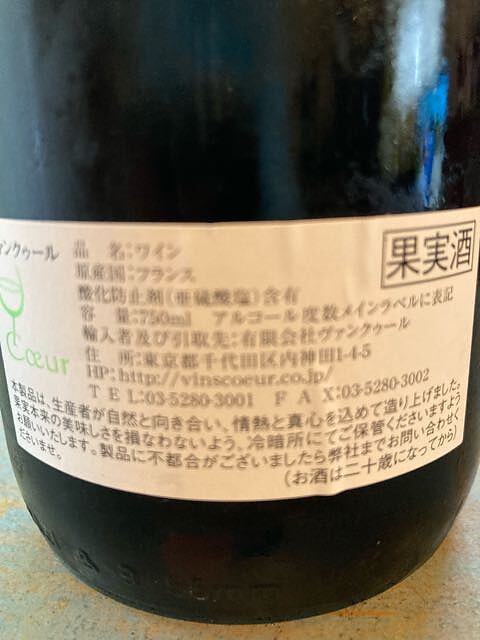 ァンクゥール
Cœur
果実酒
品 名:ワイン
原産国:フランス
酸化防止剤(亜硫酸塩)含有
容 量:750ml アルコール度数メインラベルに表記
輸入者及び引取先:有限会社ヴァンクゥール
住 所:東京都千代田区内神田1-4-5
HP:http://vinscoeur.co.jp/
TEL:03-5280-3001 FAX:03-5280-3002
本製品は、生産者が自然と向き合い、情熱と真心を込めて造り上げました。
果実本来の美味しさを損なわないよう、冷暗所にてご保管くださいますよう
お願いいたします。製品に不都合がございましたら弊社までお問い合わせく
ださいませ。
(お酒は二十歳になってから)